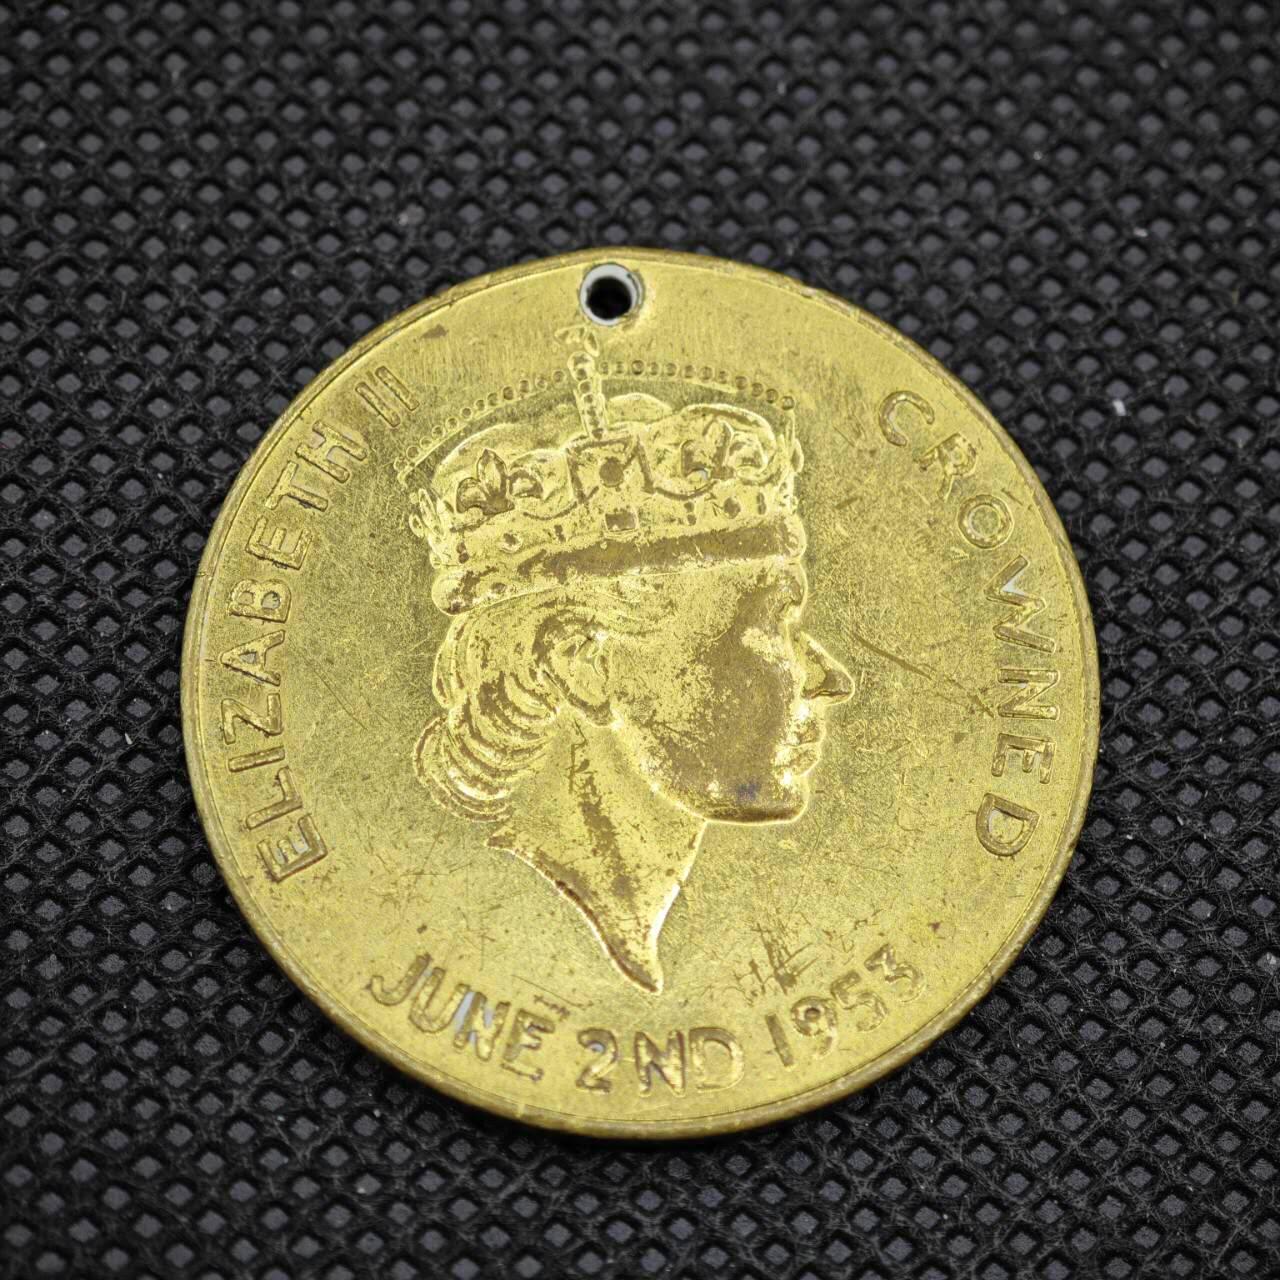 ELIZABETH II
CROWNED
JUNE 2ND 1953